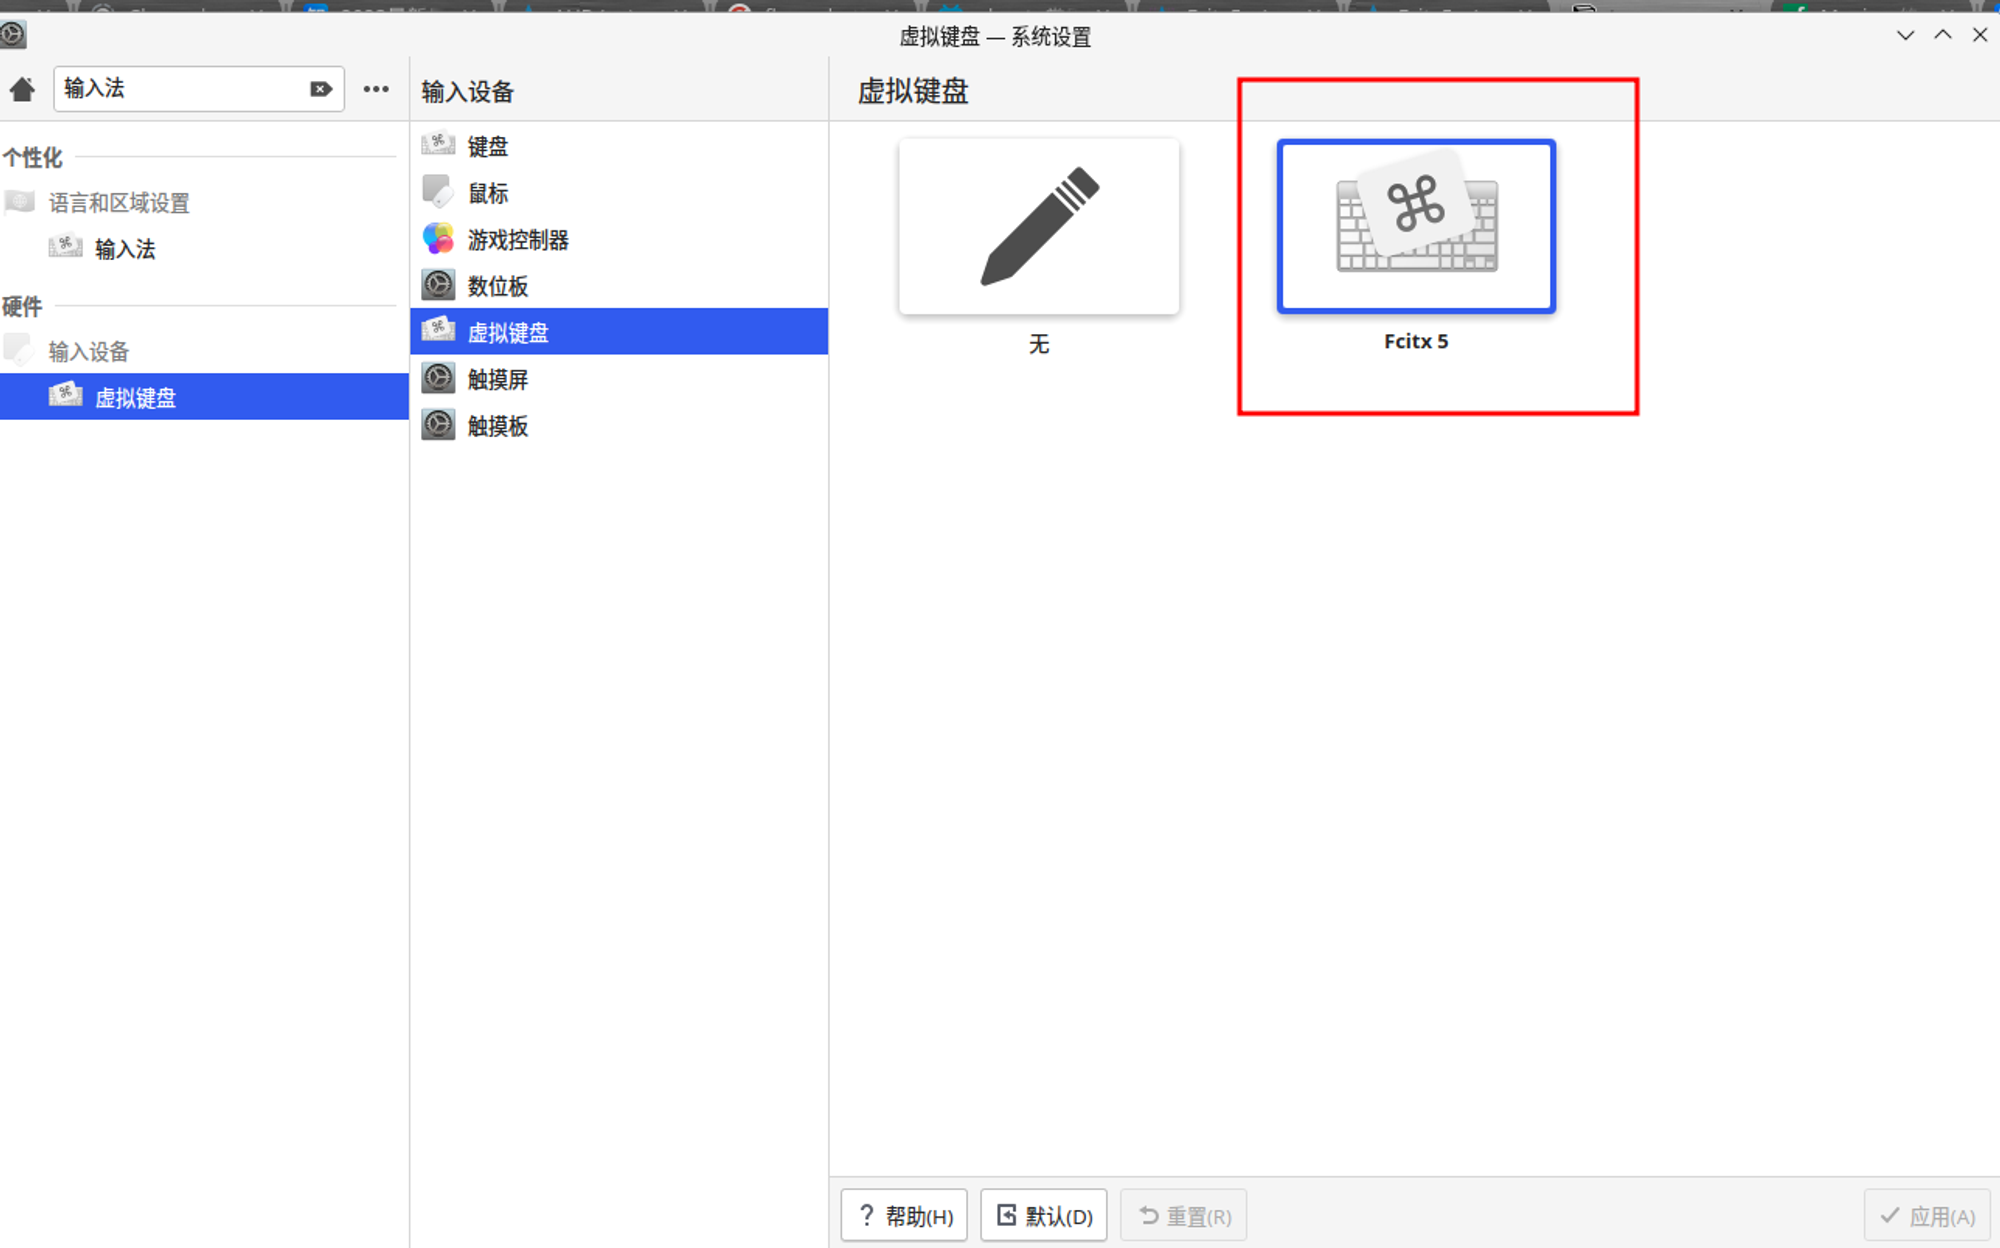 虚拟键盘 — 系统设置
输入法
个性化
语言和区域设置
输入法
硬件
输入设备
虚拟键盘
输入设备
键盘
鼠标
游戏控制器
数位板
虚拟键盘
触摸屏
触摸板
虚拟键盘
无
Fcitx 5
? 帮助(H)
默认(D)
重置(R)
应用(A)